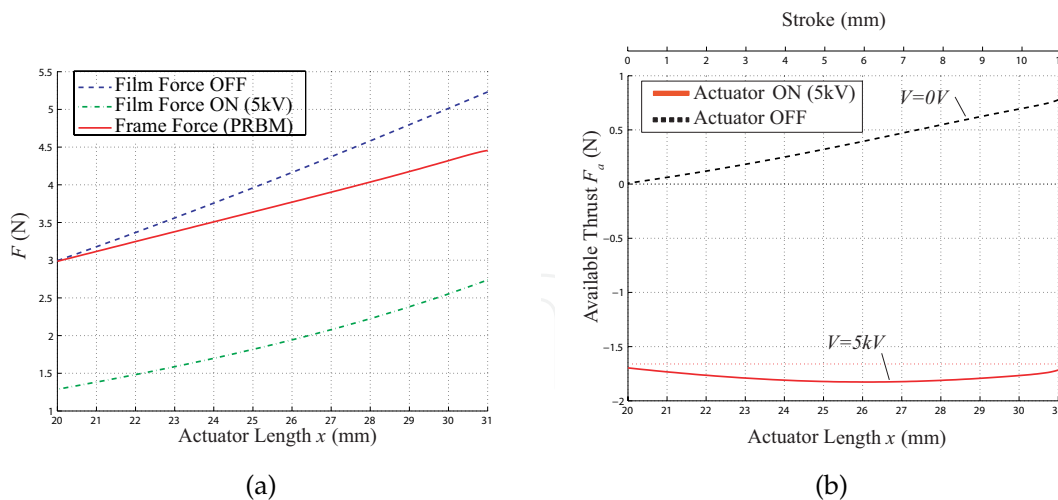 5.5
5
4.5
4
3.5
3
2.5
2
1.5
1
F (N)
Film Force OFF
Film Force ON (5kV)
Frame Force (PRBM)
20 21 22 23 24 25 26 27 28 29 30 31
Actuator Length x (mm)
(a)
Stroke (mm)
0 1 2 3 4 5 6 7 8 9 10 1
1
0.5
0
−0.5
−1
−1.5
−2
Available Thrust Fa (N)
Actuator ON (5kV)
Actuator OFF
V=0V
V=5kV
20 21 22 23 24 25 26 27 28 29 30 3
Actuator Length x (mm)
(b)